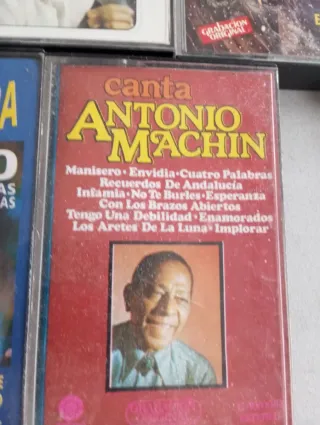 GRABACION
ORIGINAL
canta
ANTONIO
MACHIN
Manisero · Envidia · Cuatro Palabras
Recuerdos De Andalucía
Infamia · No Te Burles · Esperanza
Con Los Brazos Abiertos
Tengo Una Debilidad · Enamorados
Los Aretes De La Luna · Implorar